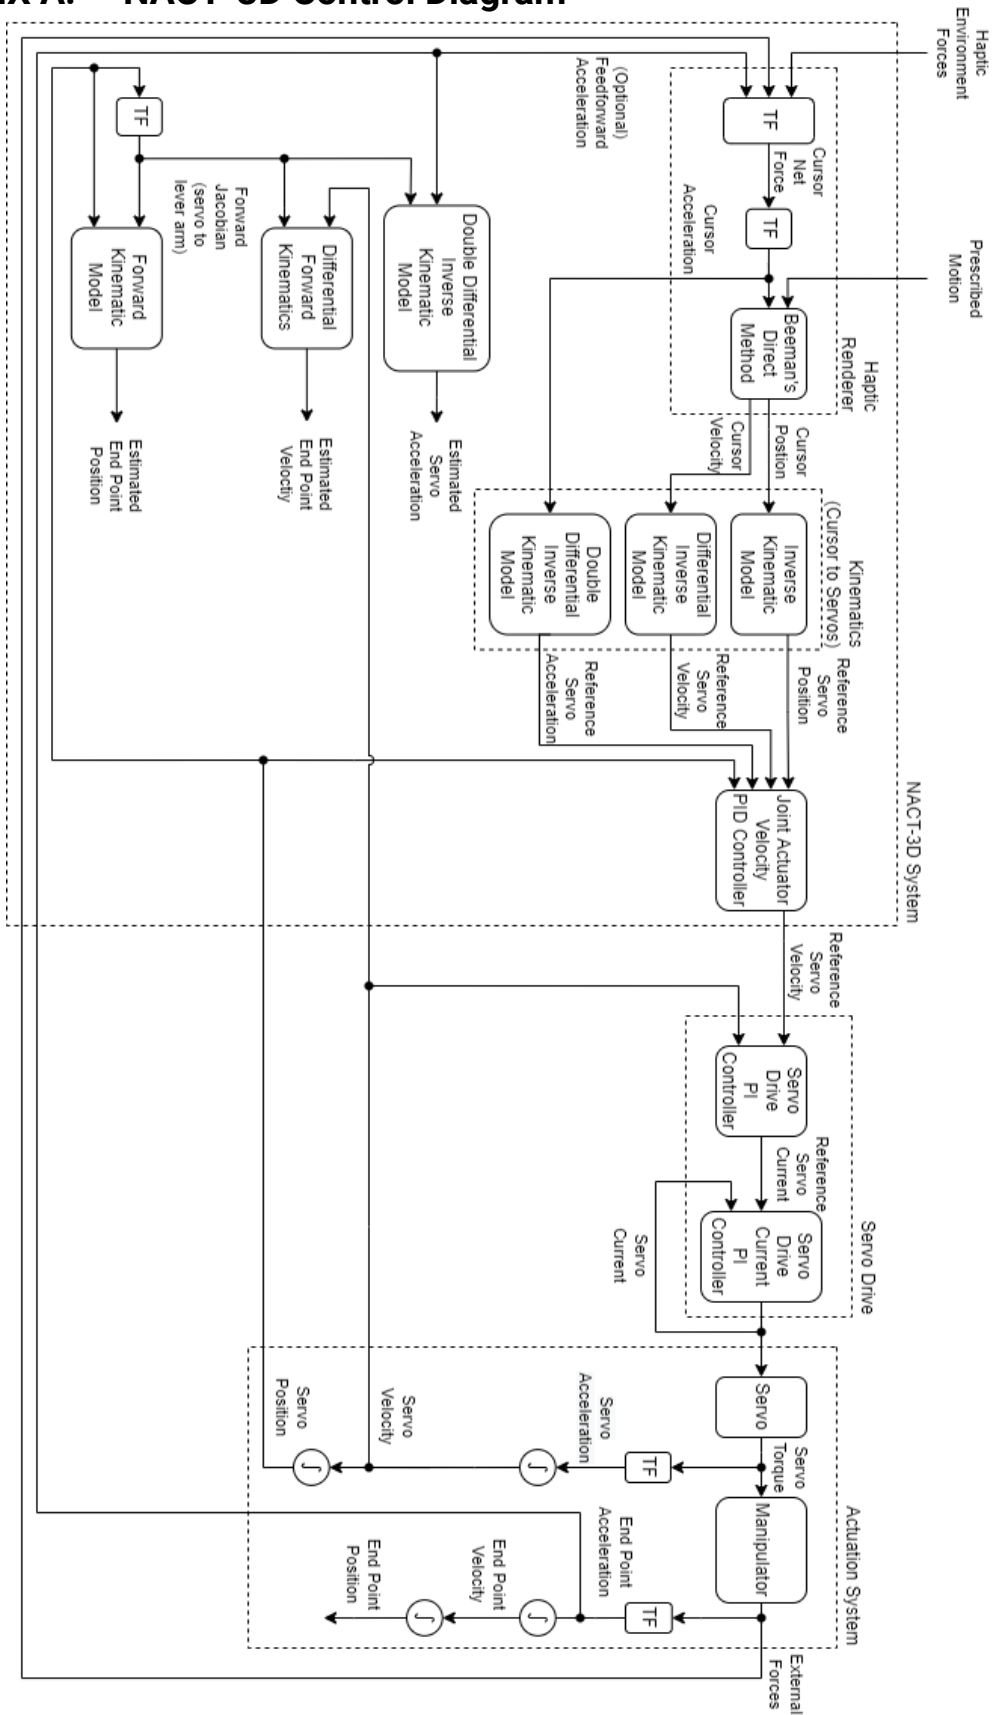 NACT-3D Control Diagram
Haptic
Environment
Forces
Prescribed
Motion
NACT-3D System
Haptic
Renderer
TF
Cursor
Net
Force
TF
Cursor
Acceleration
Beeman's
Direct
Method
Cursor
Postion
Cursor
Velocity
(Optional)
Feedforward
Acceleration
Kinematics
(Cursor to Servos)
Inverse
Kinematic
Model
Differential
Inverse
Kinematic
Model
Double
Differential
Inverse
Kinematic
Model
Reference
Servo
Position
Reference
Servo
Velocity
Reference
Servo
Acceleration
Joint Actuator
Velocity
PID Controller
Reference
Servo
Velocity
Servo Drive
Servo
Drive
PI
Controller
Reference
Servo
Current
Servo
Drive
Current
PI
Controller
Servo
Current
Actuation System
Servo
Servo
Torque
Manipulator
External
Forces
TF
Servo
Acceleration
∫
Servo
Velocity
∫
Servo
Position
TF
End Point
Acceleration
∫
End Point
Velocity
∫
End Point
Position
Double Differential
Inverse
Kinematic
Model
Estimated
Servo
Acceleration
Differential
Forward
Kinematics
Estimated
End Point
Veloctiy
TF
Forward
Jacobian
(servo to
lever arm)
Forward
Kinematic
Model
Estimated
End Point
Position